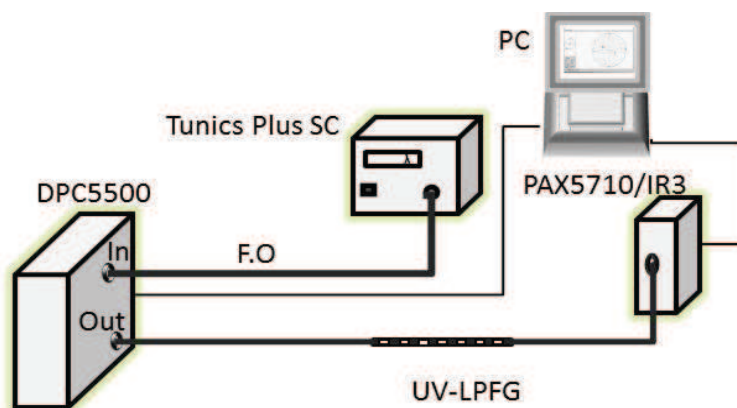 PC
Tunics Plus SC
λ
PAX5710/IR3
DPC5500
In
F.O
Out
UV-LPFG